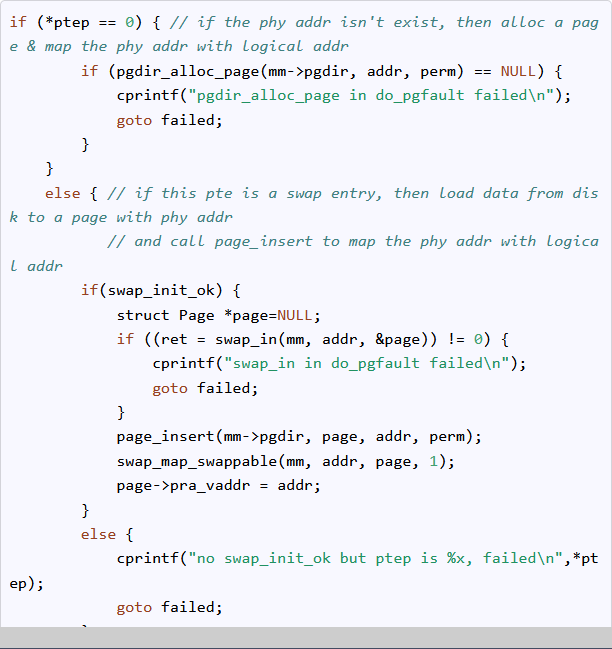 if (*ptep == 0) { // if the phy addr isn't exist, then alloc a pag
e & map the phy addr with logical addr
        if (pgdir_alloc_page(mm->pgdir, addr, perm) == NULL) {
            cprintf("pgdir_alloc_page in do_pgfault failed\n");
            goto failed;
        }
    }
    else { // if this pte is a swap entry, then load data from dis
k to a page with phy addr
           // and call page_insert to map the phy addr with logica
l addr
        if(swap_init_ok) {
            struct Page *page=NULL;
            if ((ret = swap_in(mm, addr, &page)) != 0) {
                cprintf("swap_in in do_pgfault failed\n");
                goto failed;
            }
            page_insert(mm->pgdir, page, addr, perm);
            swap_map_swappable(mm, addr, page, 1);
            page->pra_vaddr = addr;
        }
        else {
            cprintf("no swap_init_ok but ptep is %x, failed\n",*pt
ep);
            goto failed;